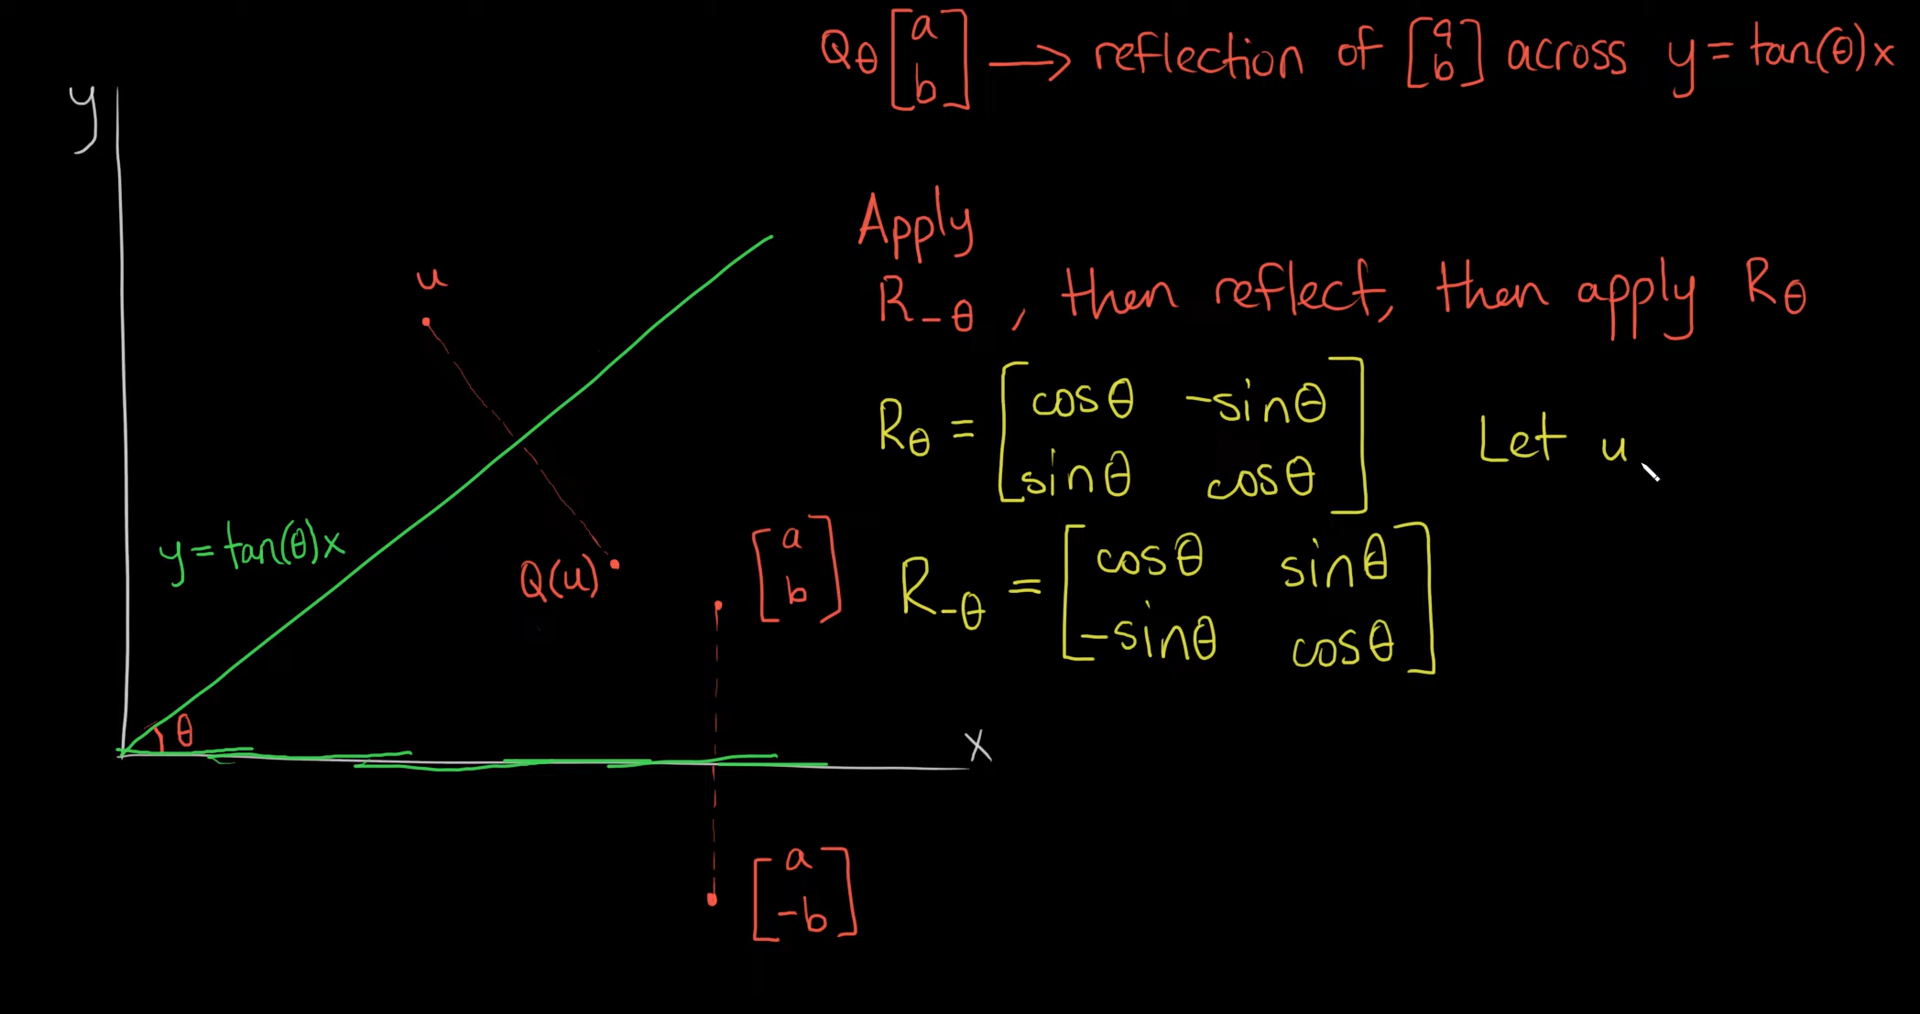 Qθ [a b] → reflection of [a b] across y = tan(θ)x
y
Apply
R-θ , then reflect, then apply Rθ
u
Rθ = [cosθ -sinθ
sinθ cosθ]
Let u
y = tan(θ)x
Q(u)
[a
b]
R-θ = [cosθ sinθ
-sinθ cosθ]
θ
x
[a
-b]